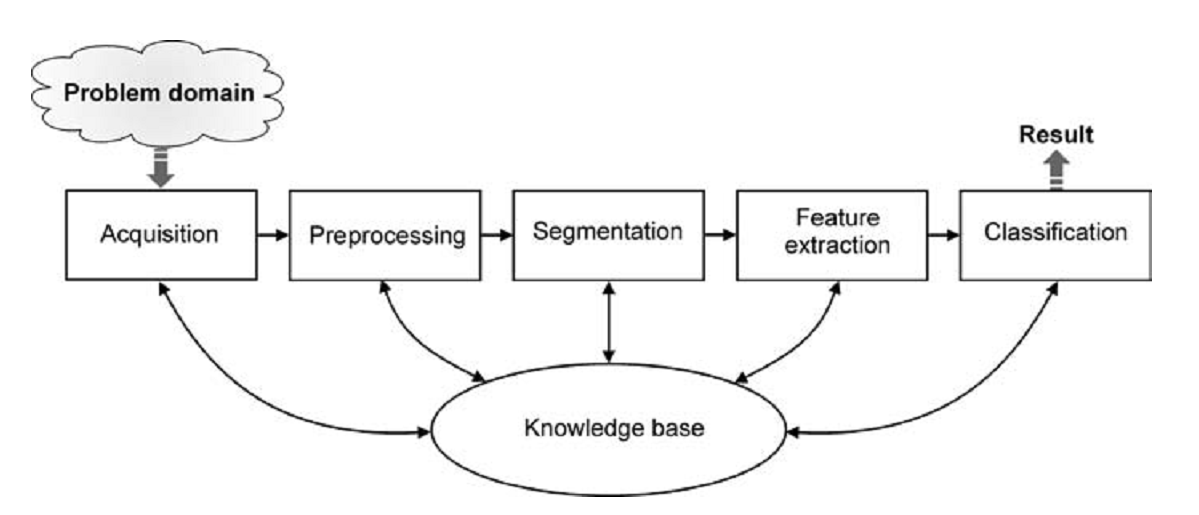 Problem domain
Result
Acquisition
Preprocessing
Segmentation
Feature
extraction
Classification
Knowledge base